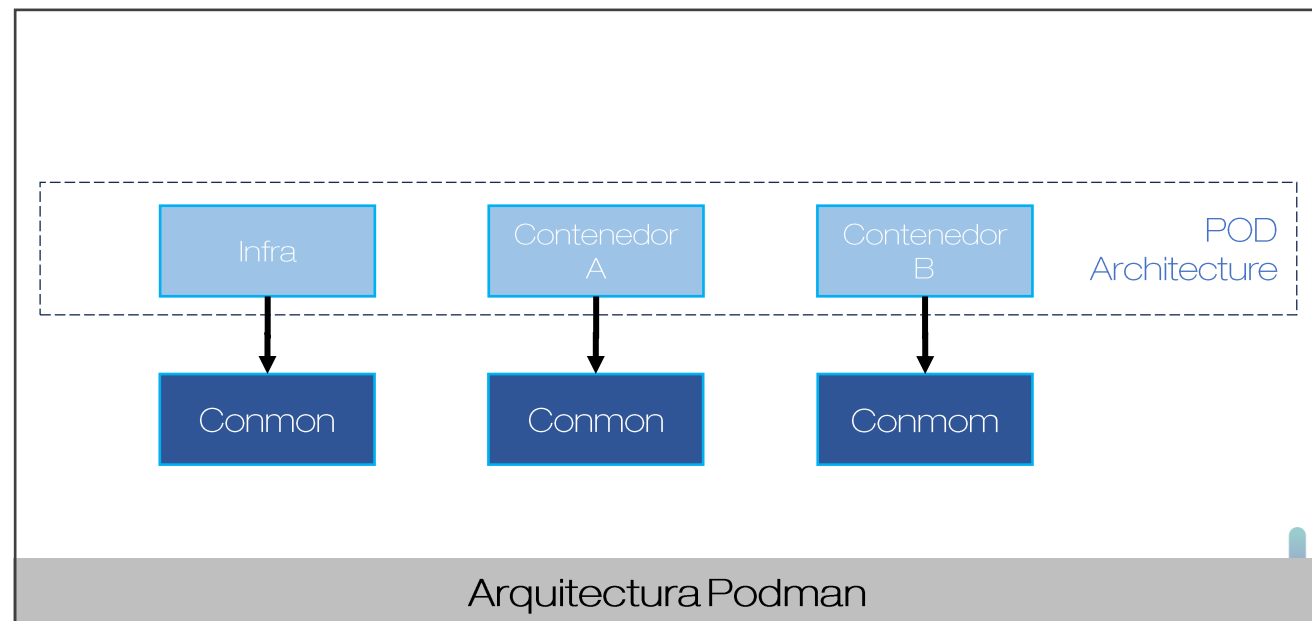 Infra
Contenedor
A
Contenedor
B
POD
Architecture
Conmon
Conmon
Conmom
Arquitectura Podman